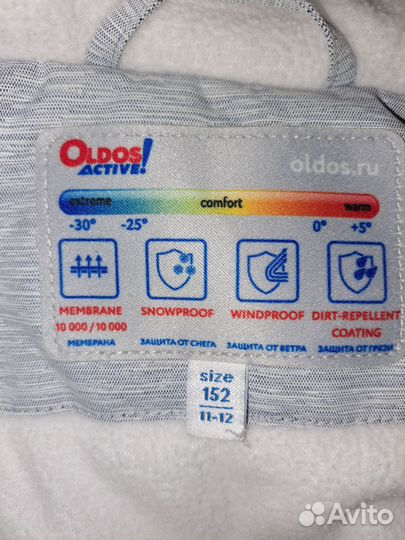 OLDOS
ACTIVE!
oldos.ru
extreme comfort warm
-30° -25° 0° +5°
MEMBRANE SNOWPROOF WINDPROOF DIRT-REPELLENT
10 000 / 10 000 COATING
МЕМБРАНА ЗАЩИТА ОТ СНЕГА ЗАЩИТА ОТ ВЕТРА ЗАЩИТА ОТ ГРЯЗИ
size
152
11-12
Avito